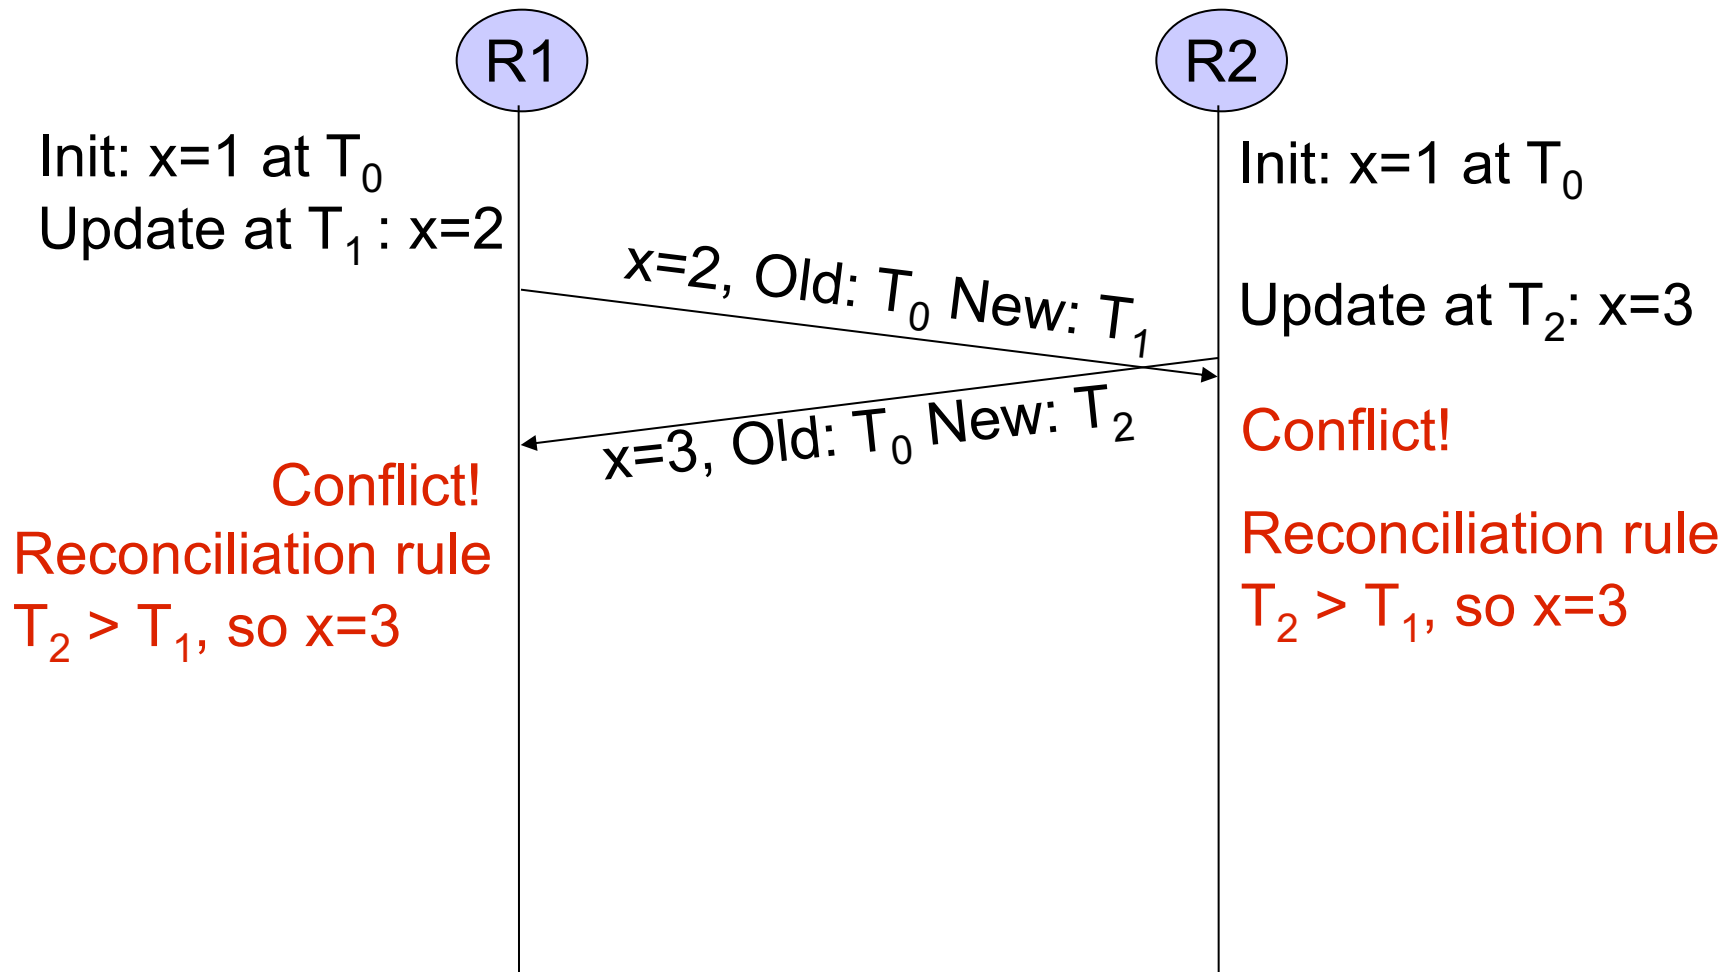 R1
R2
Init: x=1 at T₀
Update at T₁ : x=2
Init: x=1 at T₀
Update at T₂: x=3
x=2, Old: T₀ New: T₁
x=3, Old: T₀ New: T₂
Conflict!
Reconciliation rule
T₂ > T₁, so x=3
Conflict!
Reconciliation rule
T₂ > T₁, so x=3